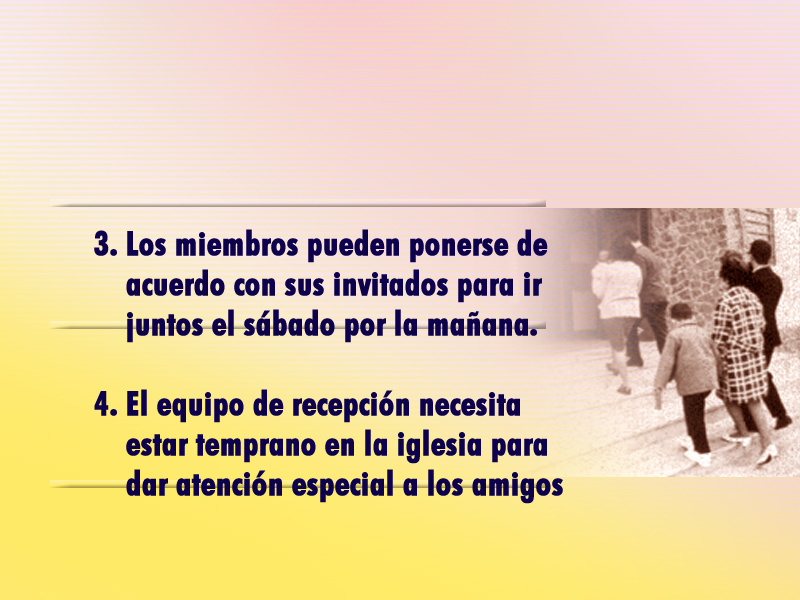 3. Los miembros pueden ponerse de
acuerdo con sus invitados para ir
juntos el sábado por la mañana.
4. El equipo de recepción necesita
estar temprano en la iglesia para
dar atención especial a los amigos